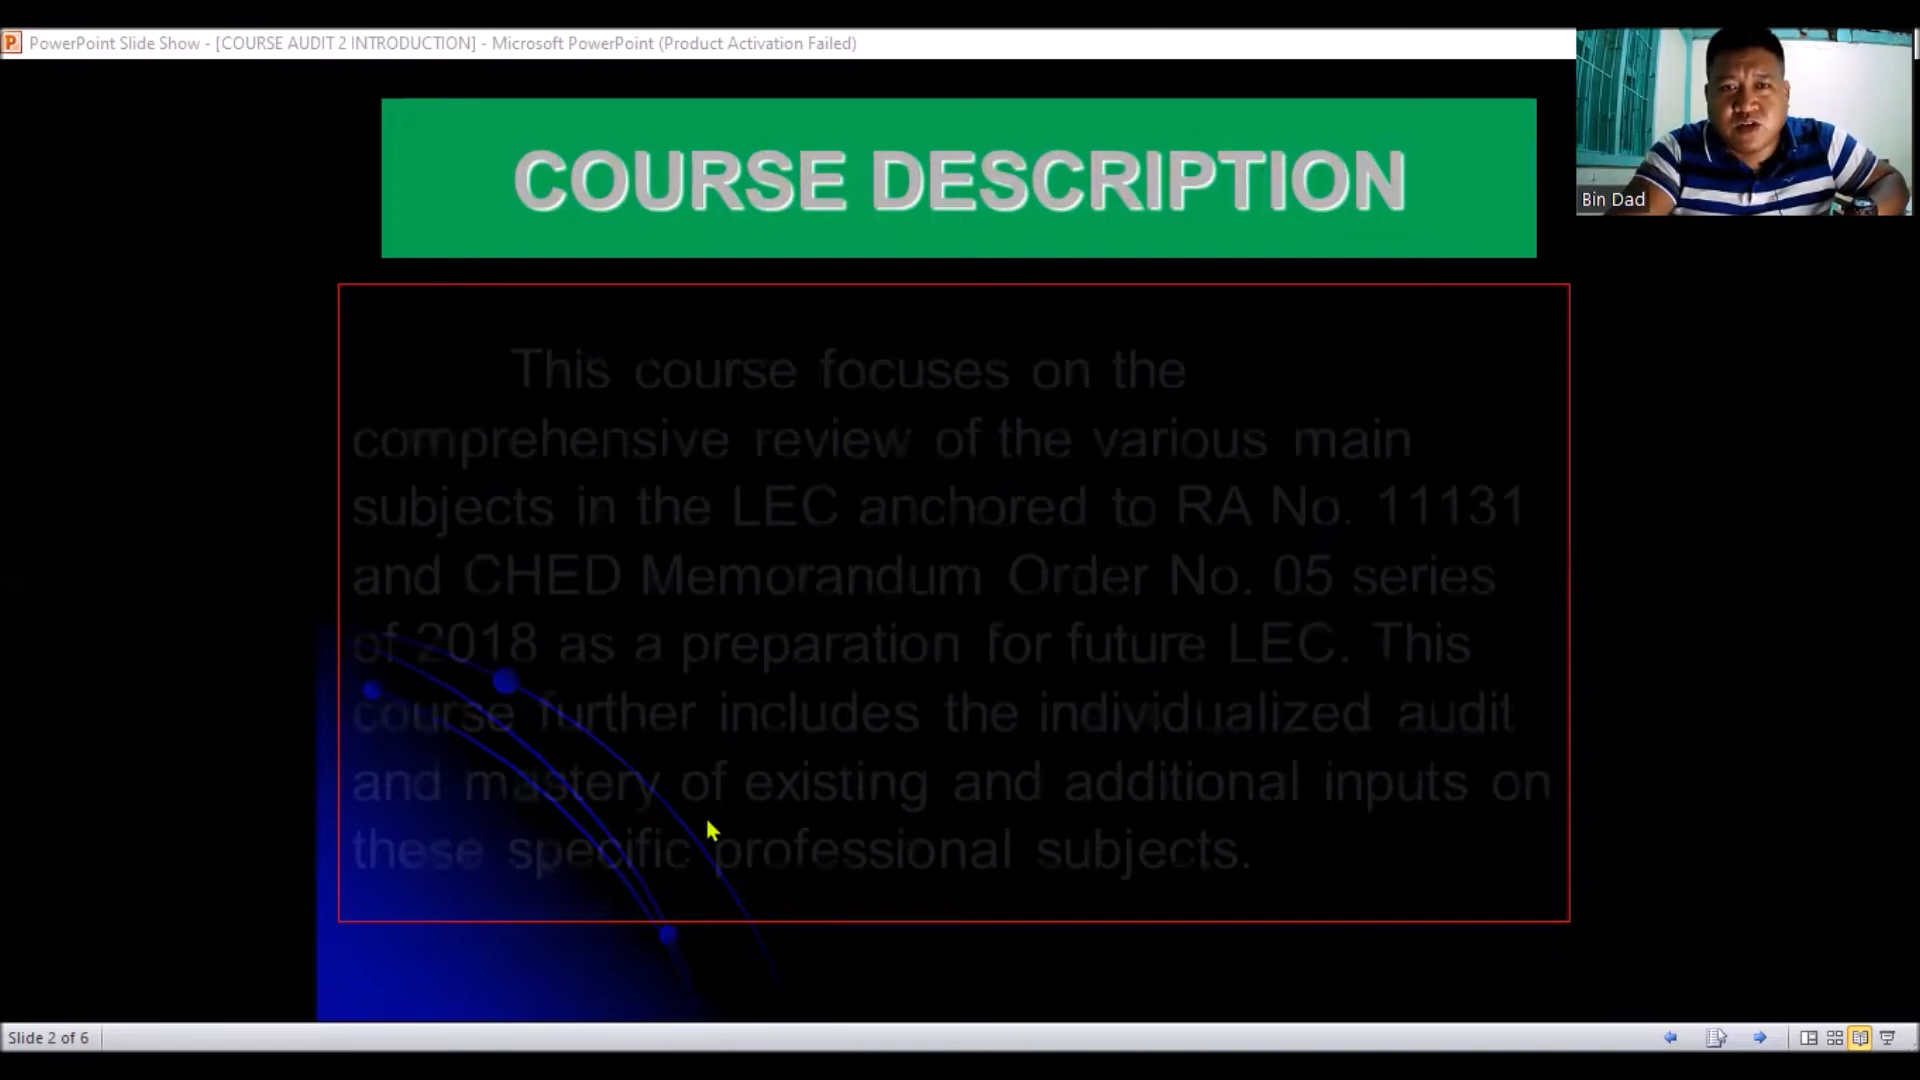 PowerPoint Slide Show - [COURSE AUDIT 2 INTRODUCTION] - Microsoft PowerPoint (Product Activation Failed)
COURSE DESCRIPTION
Bin Dad
This course focuses on the
comprehensive review of the various main
subjects in the LEC anchored to RA No. 11131
and CHED Memorandum Order No. 05 series
of 2018 as a preparation for future LEC. This
course further includes the individualized audit
and mastery of existing and additional inputs on
these specific professional subjects.
Slide 2 of 6